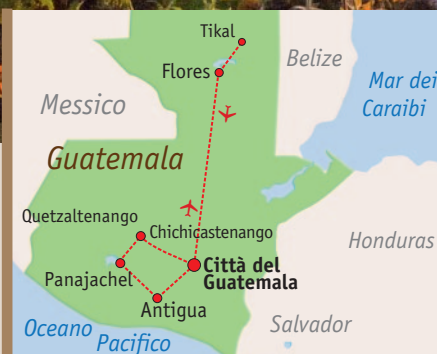 Tikal
Belize
Flores
Mar dei
Caraibi
Messico
Guatemala
Quetzaltenango
Chichicastenango
Honduras
Panajachel
Città del
Guatemala
Antigua
Oceano
Pacifico
Salvador